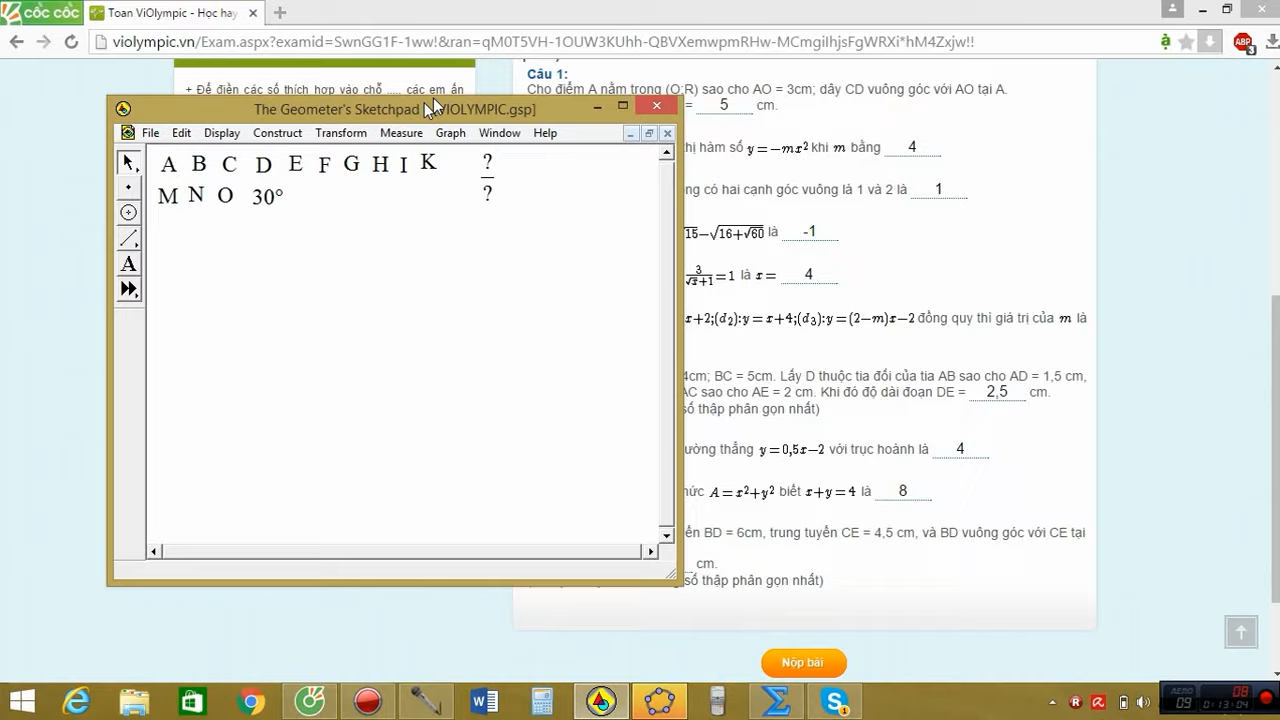 cốc cốc
Toan ViOlympic - Học hay
violympic.vn/Exam.aspx?examid=SwnGG1F-1ww!&ran=qM0T5VH-1OUW3KUhh-QBVXemwpmRHw-MCmgiIhjsFgWRXi*hM4Zxjw!!
ABP
3
+ Để điền các số thích hợp vào chỗ ....., các em ấn
Câu 1:
Cho điểm A nằm trong (O;R) sao cho AO = 3cm; dây CD vuông góc với AO tại A.
= 5 cm.
The Geometer's Sketchpad VIOLYMPIC.gsp]
File Edit Display Construct Transform Measure Graph Window Help
A B C D E F G H I K ?
M N O 30° ?
A
thị hàm số y=-mx² khi m bằng 4
ng có hai cạnh góc vuông là 1 và 2 là 1
√15-√(16+√60) là -1
3/(√x+1)=1 là x= 4
x+2;(d₂):y=x+4;(d₃):y=(2-m)x-2 đồng quy thì giá trị của m là
4cm; BC = 5cm. Lấy D thuộc tia đối của tia AB sao cho AD = 1,5 cm,
AC sao cho AE = 2 cm. Khi đó độ dài đoạn DE = 2,5 cm.
số thập phân gọn nhất)
ường thẳng y=0,5x-2 với trục hoành là 4
hức A=x²+y² biết x+y=4 là 8
ến BD = 6cm, trung tuyến CE = 4,5 cm, và BD vuông góc với CE tại
cm.
số thập phân gọn nhất)
Nộp bài